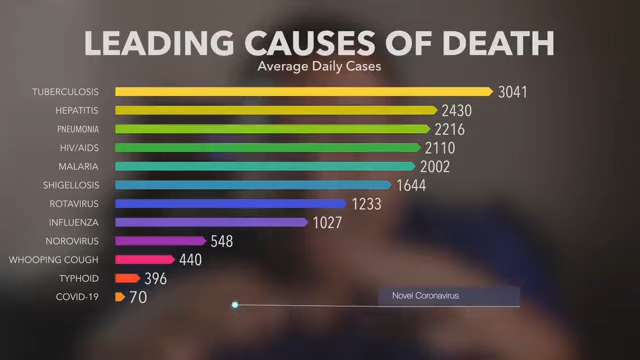 LEADING CAUSES OF DEATH
Average Daily Cases
TUBERCULOSIS 3041
HEPATITIS 2430
PNEUMONIA 2216
HIV/AIDS 2110
MALARIA 2002
SHIGELLOSIS 1644
ROTAVIRUS 1233
INFLUENZA 1027
NOROVIRUS 548
WHOOPING COUGH 440
TYPHOID 396
COVID-19 70
Novel Coronavirus